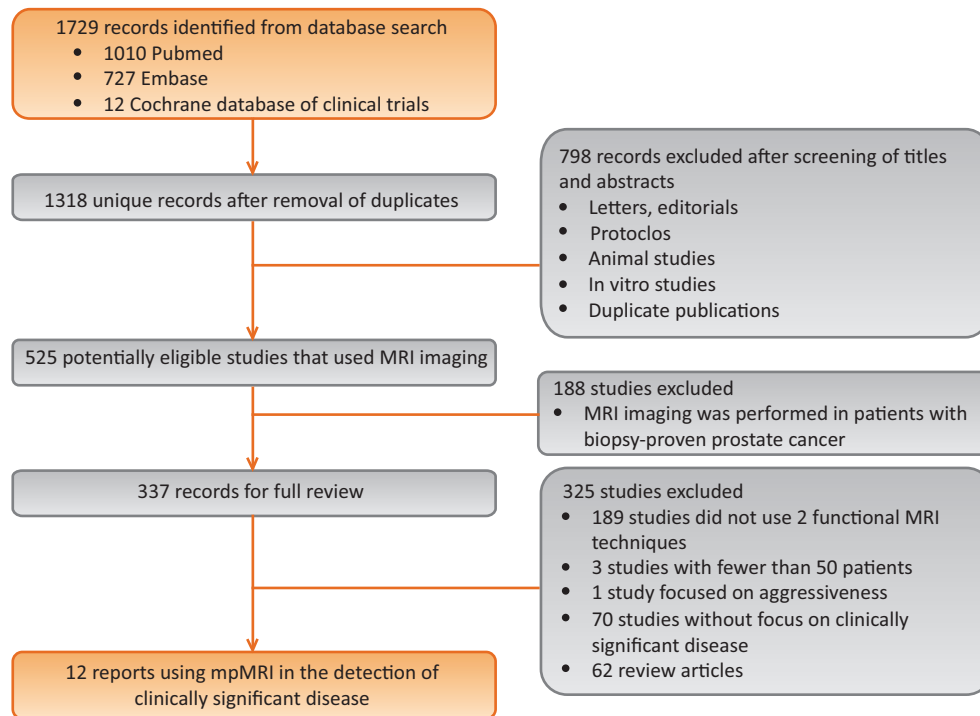 1729 records identified from database search
• 1010 Pubmed
• 727 Embase
• 12 Cochrane database of clinical trials
798 records excluded after screening of titles
and abstracts
• Letters, editorials
• Protoclos
• Animal studies
• In vitro studies
• Duplicate publications
1318 unique records after removal of duplicates
525 potentially eligible studies that used MRI imaging
188 studies excluded
• MRI imaging was performed in patients with
biopsy-proven prostate cancer
337 records for full review
325 studies excluded
• 189 studies did not use 2 functional MRI
techniques
• 3 studies with fewer than 50 patients
• 1 study focused on aggressiveness
• 70 studies without focus on clinically
significant disease
• 62 review articles
12 reports using mpMRI in the detection of
clinically significant disease